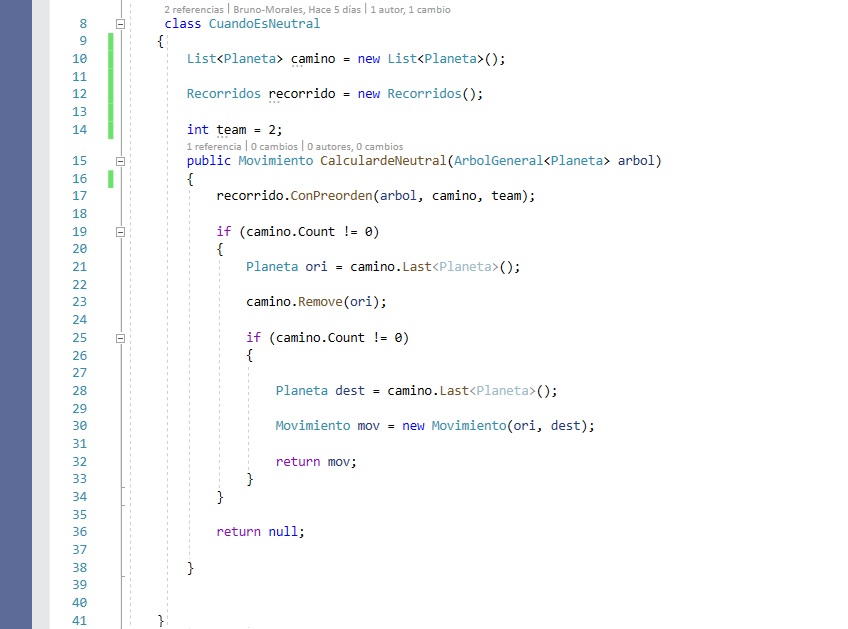 2 referencias | Bruno-Morales, Hace 5 días | 1 autor, 1 cambio
8 class CuandoEsNeutral
9 {
10 List<Planeta> camino = new List<Planeta>();
11
12 Recorridos recorrido = new Recorridos();
13
14 int team = 2;
1 referencia | 0 cambios | 0 autores, 0 cambios
15 public Movimiento CalculardeNeutral(ArbolGeneral<Planeta> arbol)
16 {
17 recorrido.ConPreorden(arbol, camino, team);
18
19 if (camino.Count != 0)
20 {
21 Planeta ori = camino.Last<Planeta>();
22
23 camino.Remove(ori);
24
25 if (camino.Count != 0)
26 {
27
28 Planeta dest = camino.Last<Planeta>();
29
30 Movimiento mov = new Movimiento(ori, dest);
31
32 return mov;
33 }
34 }
35
36 return null;
37
38 }
39
40
41 }